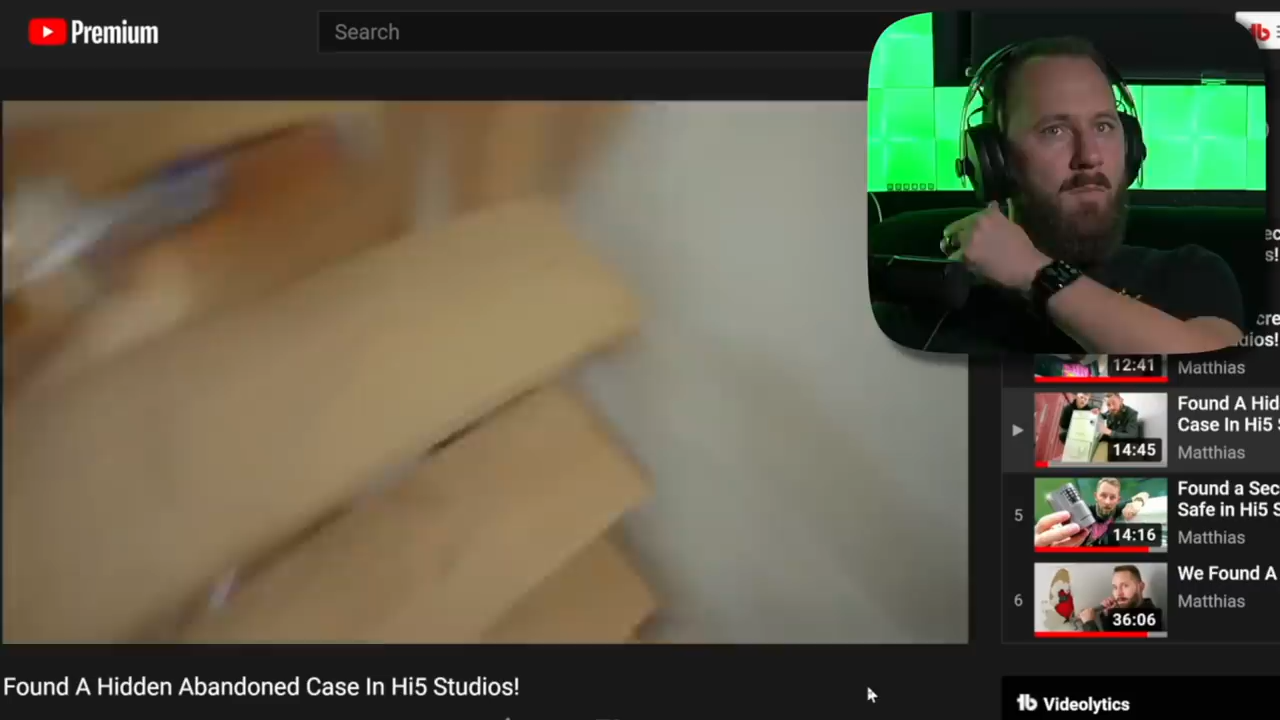 Premium
Search
12:41
dios!
Matthias
Found A Hid
Case In Hi5 S
14:45
Matthias
5
Found a Sec
Safe in Hi5 S
14:16
Matthias
6
We Found A
36:06
Matthias
Found A Hidden Abandoned Case In Hi5 Studios!
Videolytics